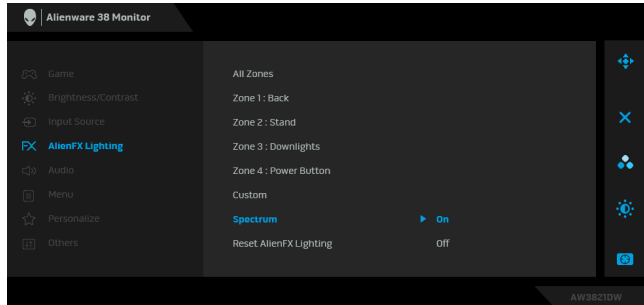 Alienware 38 Monitor
Game
Brightness/Contrast
Input Source
FX AlienFX Lighting
Audio
Menu
Personalize
Others
All Zones
Zone 1 : Back
Zone 2 : Stand
Zone 3 : Downlights
Zone 4 : Power Button
Custom
Spectrum On
Reset AlienFX Lighting Off
AW3821DW